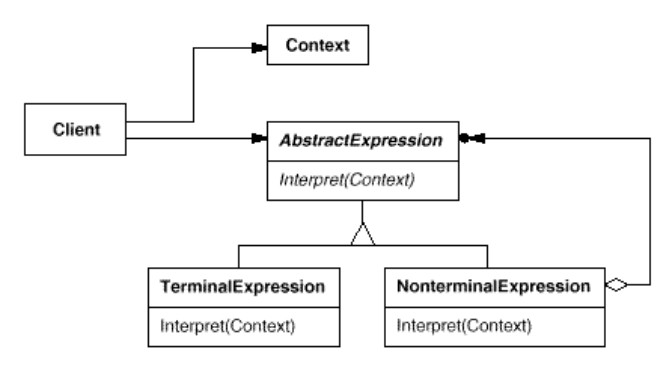 Context
Client
AbstractExpression
Interpret(Context)
TerminalExpression
Interpret(Context)
NonterminalExpression
Interpret(Context)